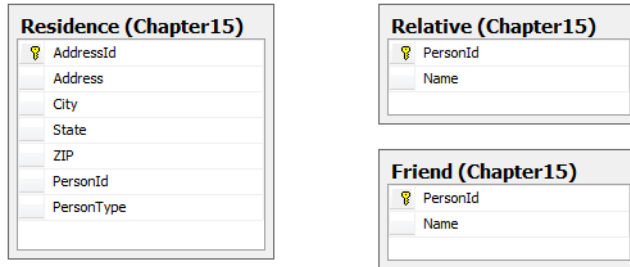 Residence (Chapter15)
AddressId
Address
City
State
ZIP
PersonId
PersonType
Relative (Chapter15)
PersonId
Name
Friend (Chapter15)
PersonId
Name